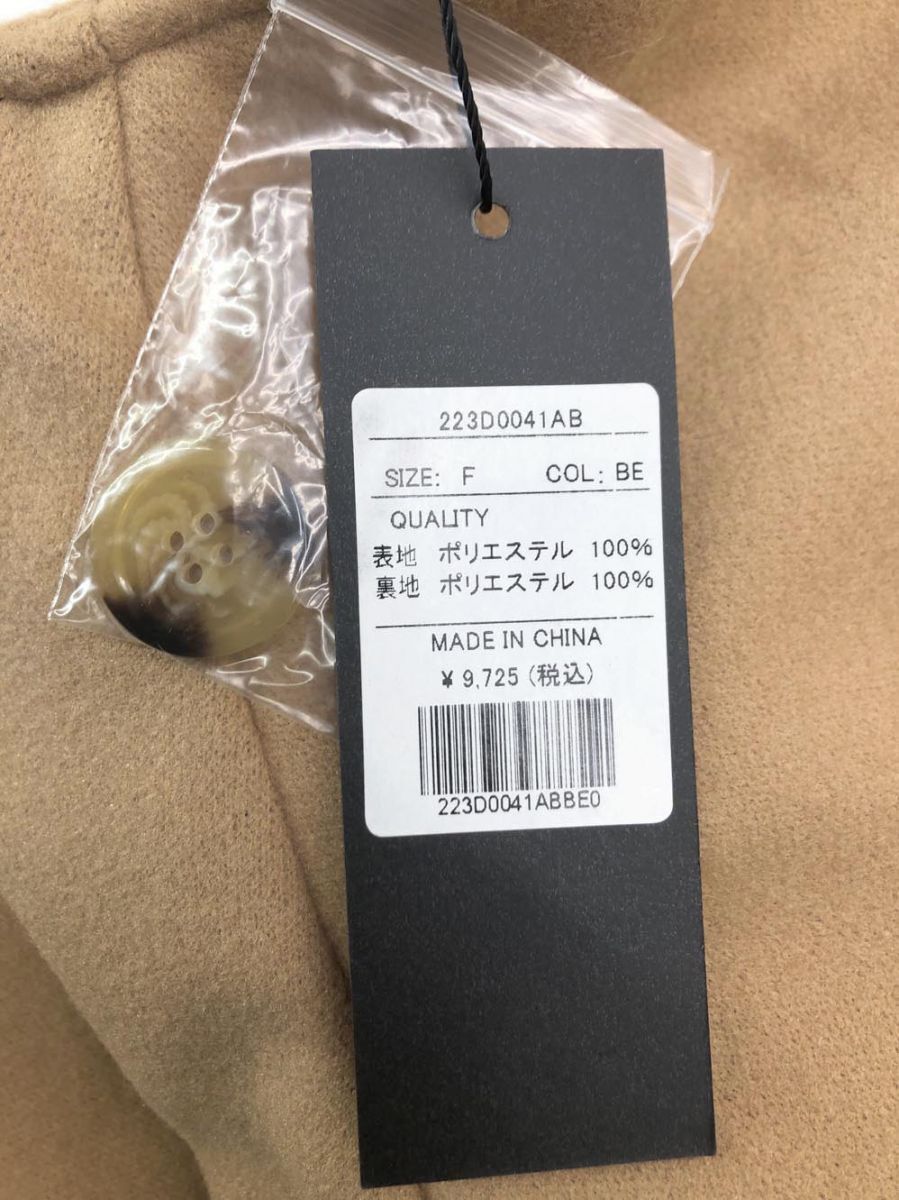 223D0041AB
SIZE: F COL: BE
QUALITY
表地 ポリエステル 100%
裏地 ポリエステル 100%
MADE IN CHINA
¥ 9,725 (税込)
223D0041ABBE0